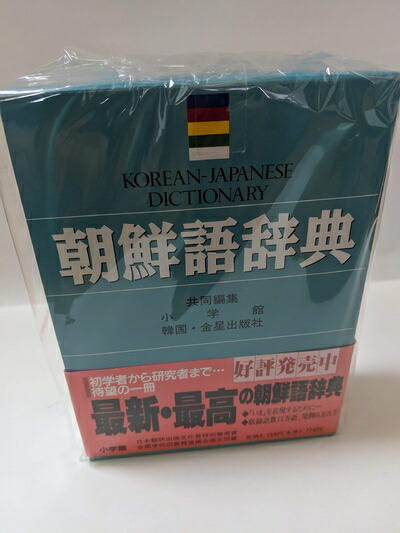 KOREAN-JAPANESE
DICTIONARY
朝鮮語辞典
共同編集
小学館
韓国・金星出版社
初学者から研究者まで…
待望の一冊
好評発売中
最新・最高の朝鮮語辞典
小学館